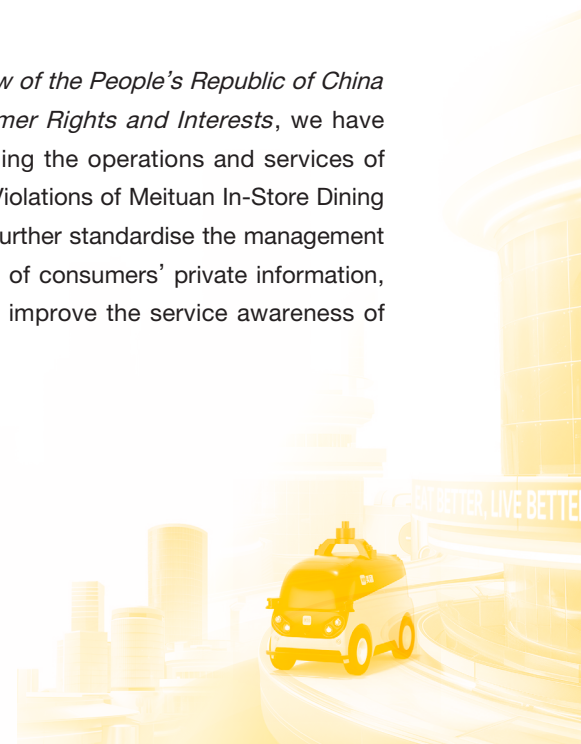 w of the People’s Republic of China
mer Rights and Interests, we have
ing the operations and services of
Violations of Meituan In-Store Dining
urther standardise the management
of consumers’ private information,
improve the service awareness of
EAT BETTER, LIVE BETTE